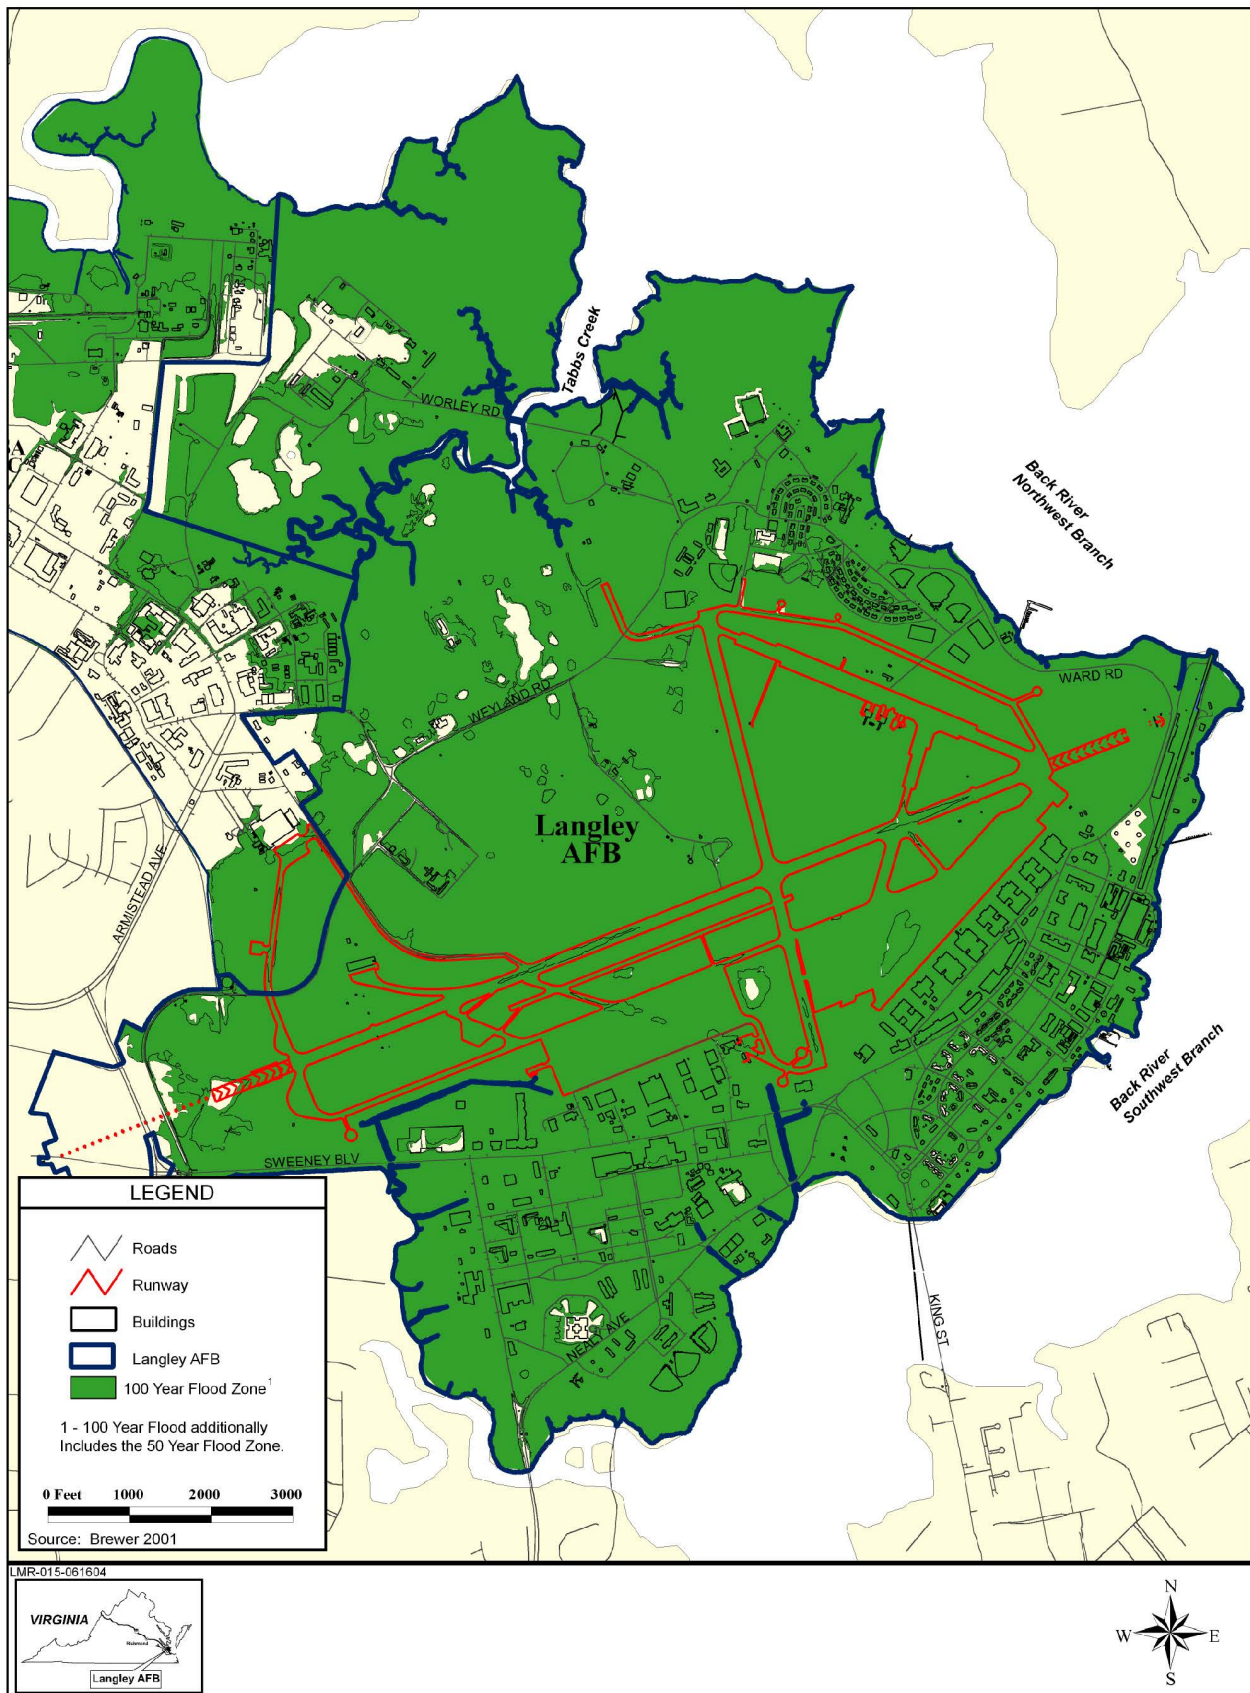 Tabbs Creek
WORLEY RD
Back River
Northwest Branch
WARD RD
WEYLAND RD
Langley
AFB
ARMISTEAD AVE
Back River
Southwest Branch
SWEENEY BLV
NEALY AVE
KING ST
LEGEND
Roads
Runway
Buildings
Langley AFB
100 Year Flood Zone 1
1 - 100 Year Flood additionally
Includes the 50 Year Flood Zone.
0 Feet 1000 2000 3000
Source: Brewer 2001
LMR-015-061604
VIRGINIA
Richmond
Langley AFB
N
W E
S